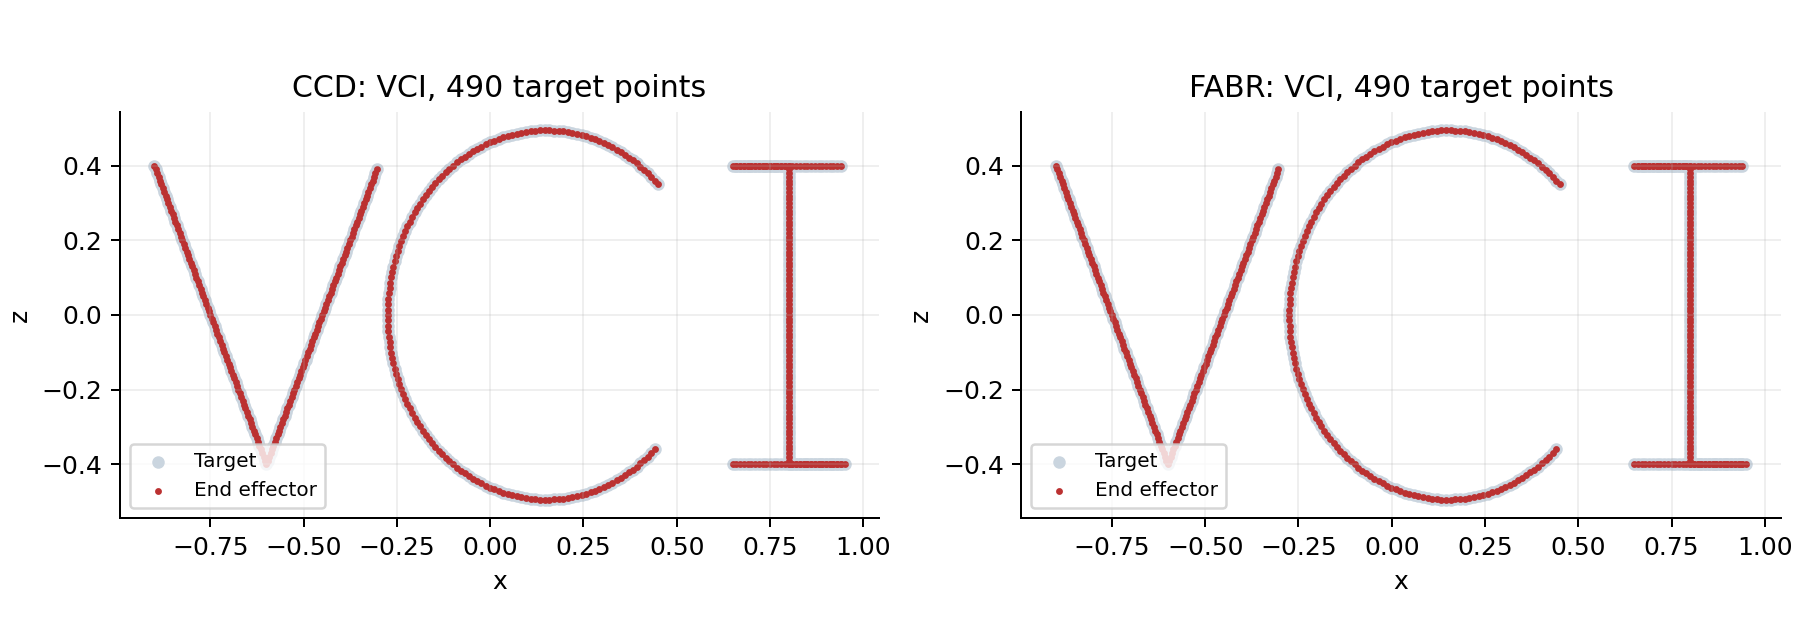 CCD: VCI, 490 target points
z
0.4
0.2
0.0
−0.2
−0.4
Target
End effector
−0.75 −0.50 −0.25 0.00 0.25 0.50 0.75 1.00
x
FABR: VCI, 490 target points
z
0.4
0.2
0.0
−0.2
−0.4
Target
End effector
−0.75 −0.50 −0.25 0.00 0.25 0.50 0.75 1.00
x
VCI
VCI